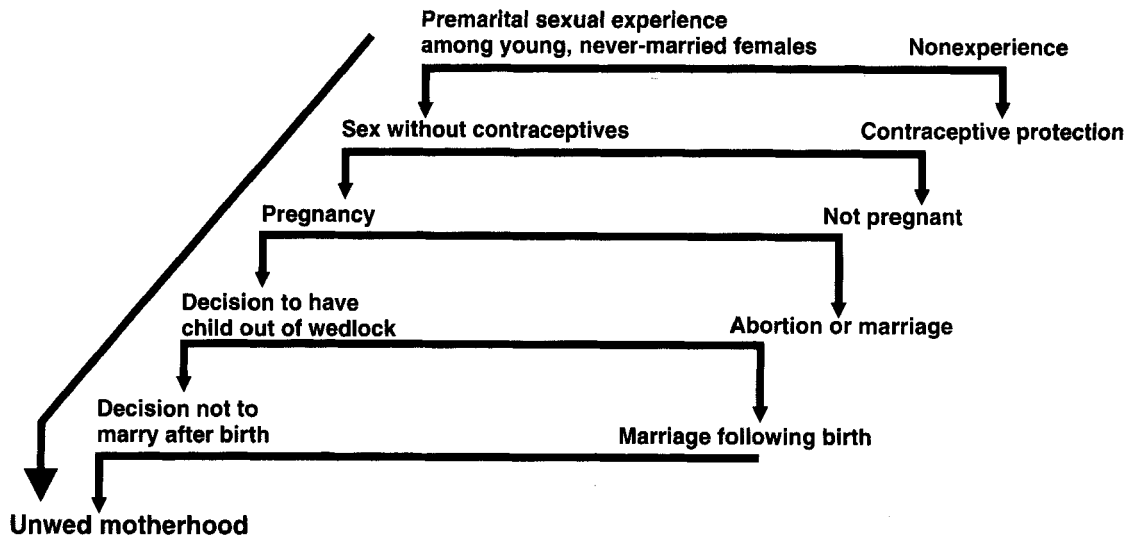 Premarital sexual experience
among young, never-married females
Nonexperience
Sex without contraceptives
Contraceptive protection
Pregnancy
Not pregnant
Decision to have
child out of wedlock
Abortion or marriage
Decision not to
marry after birth
Marriage following birth
Unwed motherhood